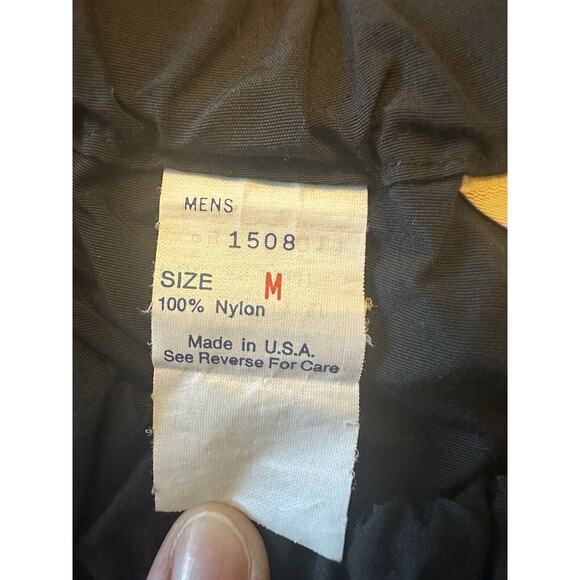 MENS
1508
SIZE M
100% Nylon
Made in U.S.A.
See Reverse For Care